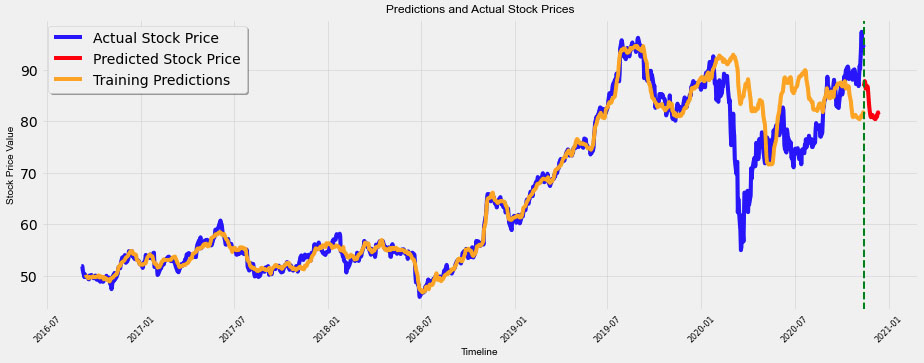 Predictions and Actual Stock Prices
Actual Stock Price
Predicted Stock Price
Training Predictions
Stock Price Value
90
80
70
60
50
2016-07
2017-01
2017-07
2018-01
2018-07
2019-01
2019-07
2020-01
2020-07
2021-01
Timeline